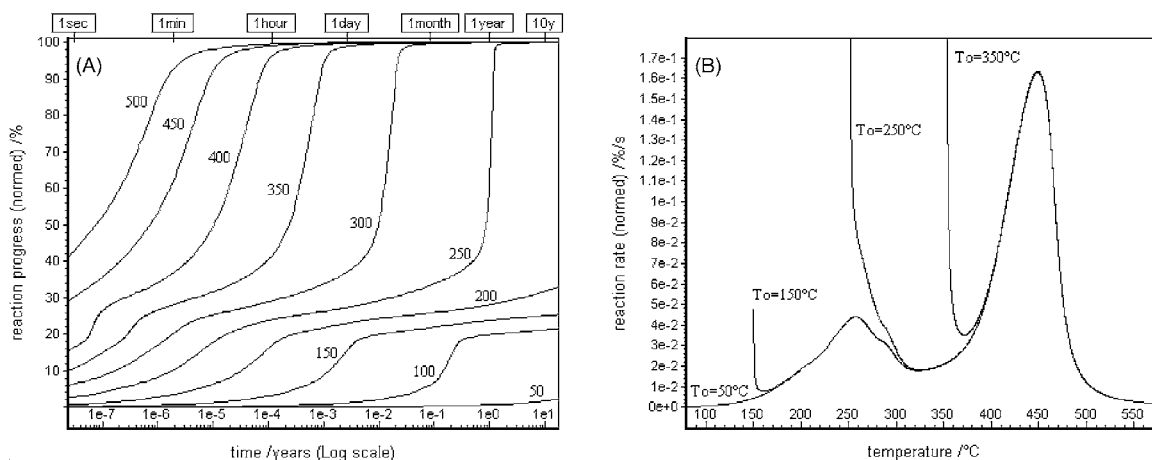 1sec 1min 1hour 1day 1month 1year 10y
(A)
reaction progress (normed) /%
100
90
80
70
60
50
40
30
20
10
0
500
450
400
350
300
250
200
150
100
50
1e-7 1e-6 1e-5 1e-4 1e-3 1e-2 1e-1 1e0 1e1
time /years (Log scale)
(B)
reaction rate (normed) /%/s
1.7e-1
1.6e-1
1.5e-1
1.4e-1
1.3e-1
1.2e-1
1.1e-1
1e-1
9e-2
8e-2
7e-2
6e-2
5e-2
4e-2
3e-2
2e-2
1e-2
0e+0
To=350°C
To=250°C
To=150°C
To=50°C
100 150 200 250 300 350 400 450 500 550
temperature /°C